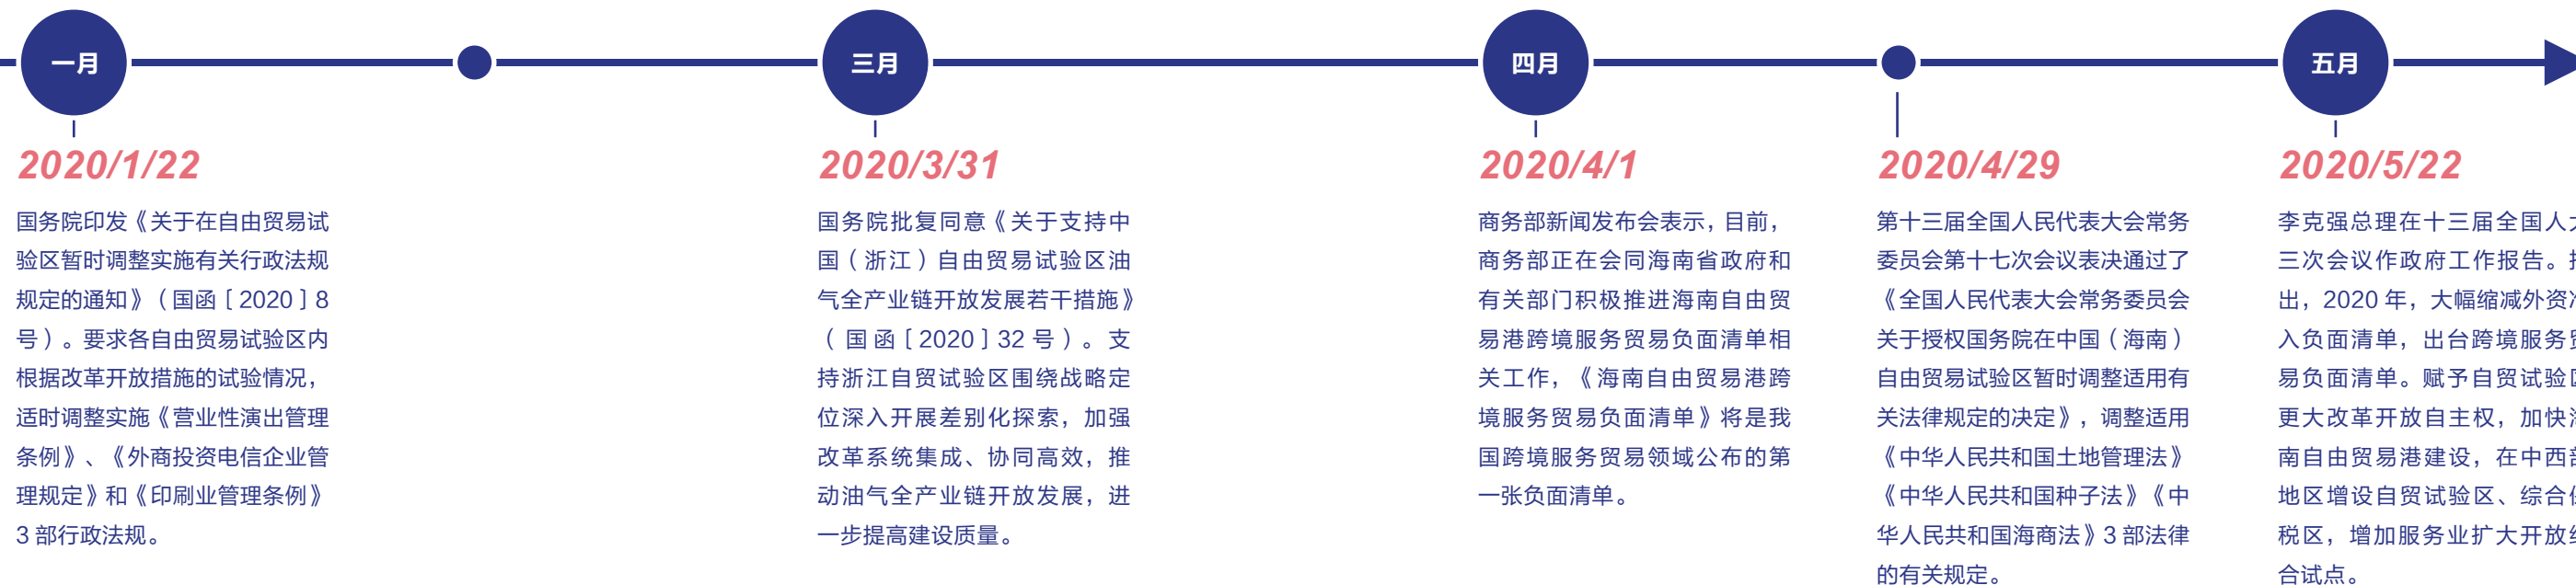 一月
三月
四月
五月
2020/1/22
国务院印发《关于在自由贸易试
验区暂时调整实施有关行政法规
规定的通知》（国函［2020］8
号）。要求各自由贸易试验区内
根据改革开放措施的试验情况，
适时调整实施《营业性演出管理
条例》、《外商投资电信企业管
理规定》和《印刷业管理条例》
3 部行政法规。
2020/3/31
国务院批复同意《关于支持中
国（浙江）自由贸易试验区油
气全产业链开放发展若干措施》
（国函［2020］32 号）。支
持浙江自贸试验区围绕战略定
位深入开展差别化探索，加强
改革系统集成、协同高效，推
动油气全产业链开放发展，进
一步提高建设质量。
2020/4/1
商务部新闻发布会表示，目前，
商务部正在会同海南省政府和
有关部门积极推进海南自由贸
易港跨境服务贸易负面清单相
关工作，《海南自由贸易港跨
境服务贸易负面清单》将是我
国跨境服务贸易领域公布的第
一张负面清单。
2020/4/29
第十三届全国人民代表大会常务
委员会第十七次会议表决通过了
《全国人民代表大会常务委员会
关于授权国务院在中国（海南）
自由贸易试验区暂时调整适用有
关法律规定的决定》，调整适用
《中华人民共和国土地管理法》
《中华人民共和国种子法》《中
华人民共和国海商法》3 部法律
的有关规定。
2020/5/22
李克强总理在十三届全国人
三次会议作政府工作报告。
出，2020 年，大幅缩减外资
入负面清单，出台跨境服务
易负面清单。赋予自贸试验
更大改革开放自主权，加快
南自由贸易港建设，在中西
地区增设自贸试验区、综合
税区，增加服务业扩大开放
合试点。